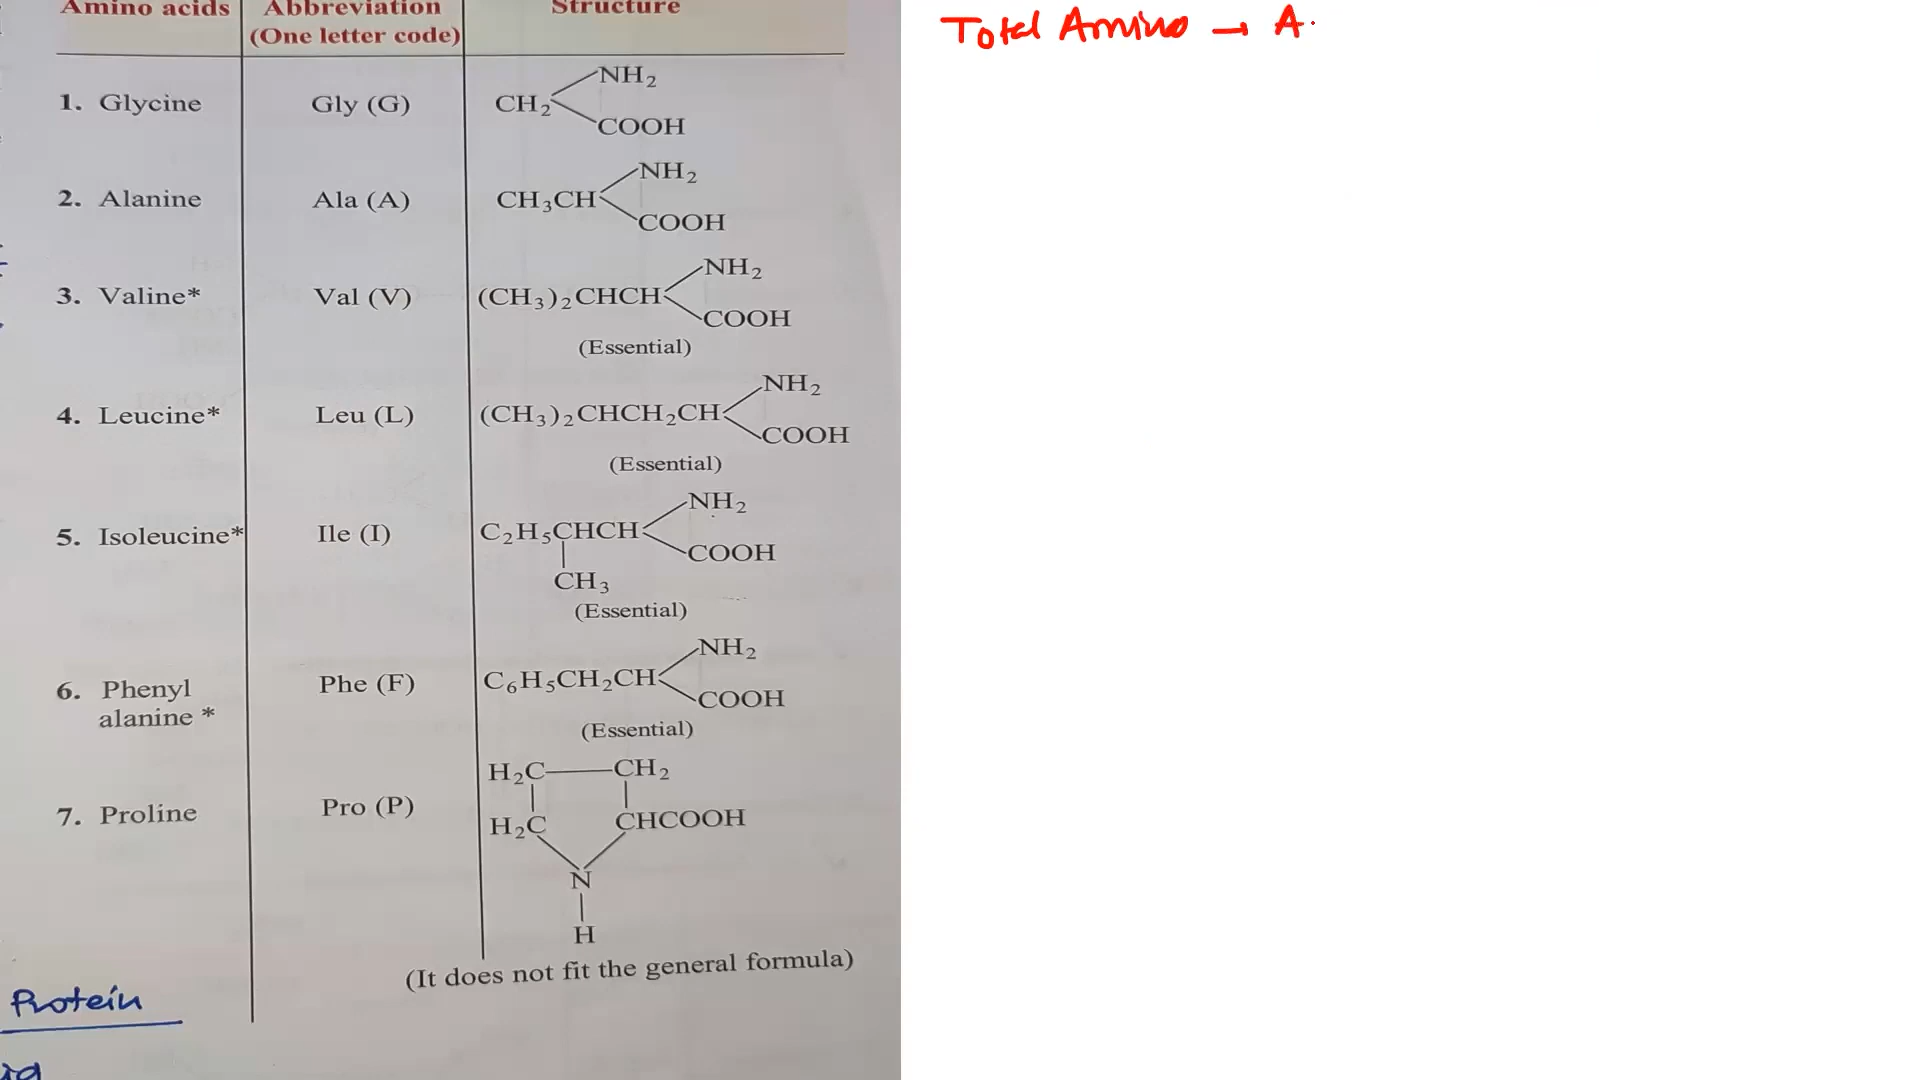 Amino acids Abbreviation (One letter code) Structure
1. Glycine Gly (G) CH₂ NH₂ COOH
2. Alanine Ala (A) CH₃CH NH₂ COOH
3. Valine* Val (V) (CH₃)₂CHCH NH₂ COOH
(Essential)
4. Leucine* Leu (L) (CH₃)₂CHCH₂CH NH₂ COOH
(Essential)
5. Isoleucine* Ile (I) C₂H₅CHCH NH₂ COOH
CH₃
(Essential)
6. Phenyl alanine * Phe (F) C₆H₅CH₂CH NH₂ COOH
(Essential)
7. Proline Pro (P) H₂C CH₂
H₂C CHCOOH
N
H
(It does not fit the general formula)
Protein
Total Amino → A.